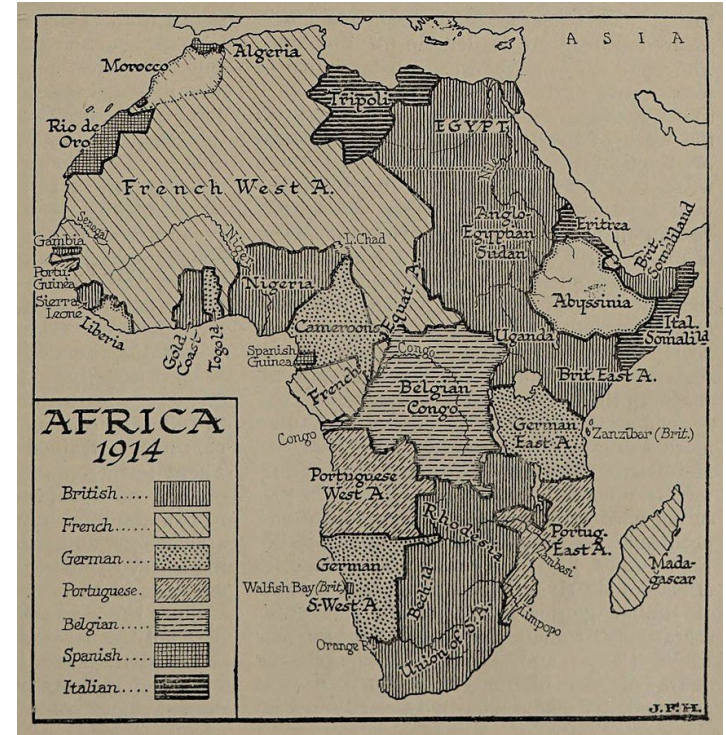 A S I A
Algeria
Morocco
Tripoli
Rio de
Oro
EGYPT
Nile
French West A.
Senegal
Niger
L. Chad
Anglo-
Egyptian
Sudan
Eritrea
Brit.
Somaliland
Gambia
Portu.
Guinea
Sierra
Leone
Liberia
Gold
Coast
Togold
Nigeria
Cameroons
Abyssinia
Ital.
Somalild
Uganda
Spanish
Guinea
French
Equat. A.
Congo
Belgian
Congo
Brit. East A.
German
East A.
Zanzibar (Brit.)
Congo
AFRICA
1914
British.....
French......
German.....
Portuguese.
Belgian.....
Spanish.....
Italian....
Portuguese
West A.
Rhodesia
Portug.
East A.
Zambesi
Mada-
gascar
German
S-West A.
Walfish Bay (Brit.)
Bech-ld
Limpopo
Orange R.
Union of S. A.
J.F.H.